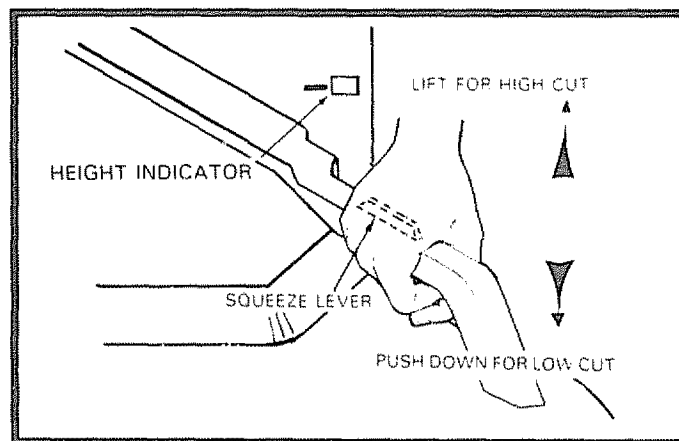 LIFT FOR HIGH CUT
HEIGHT INDICATOR
SQUEEZE LEVER
PUSH DOWN FOR LOW CUT